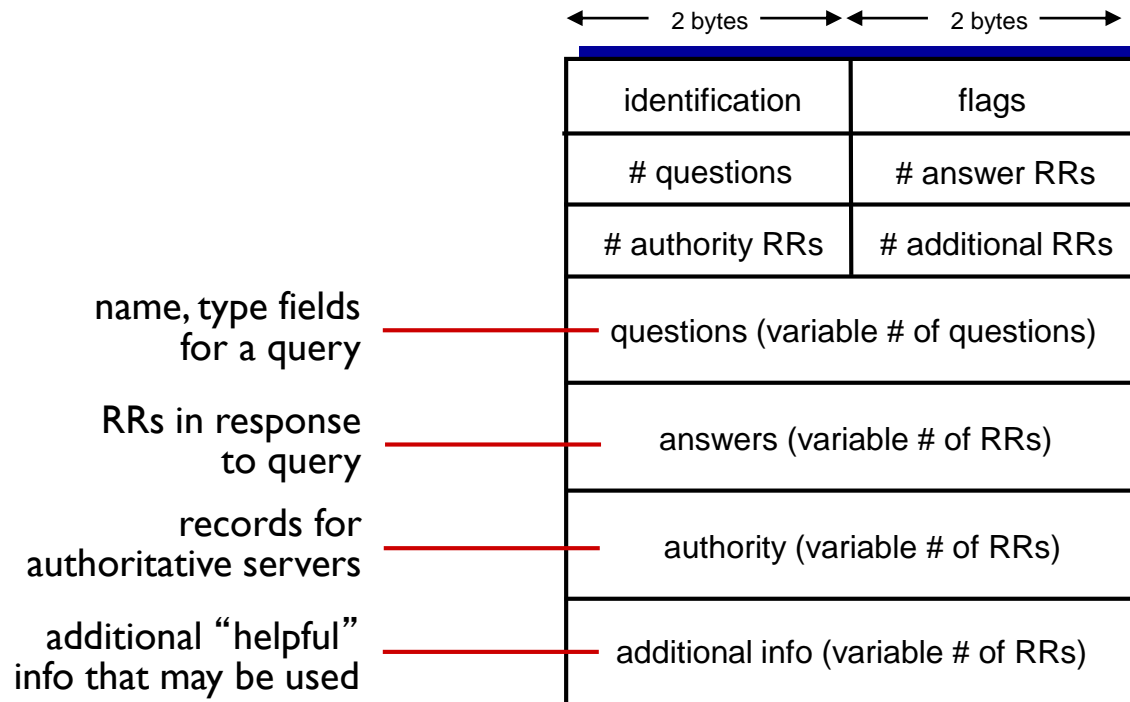 2 bytes 2 bytes
identification flags
# questions # answer RRs
# authority RRs # additional RRs
name, type fields
for a query
questions (variable # of questions)
RRs in response
to query
answers (variable # of RRs)
records for
authoritative servers
authority (variable # of RRs)
additional “helpful”
info that may be used
additional info (variable # of RRs)